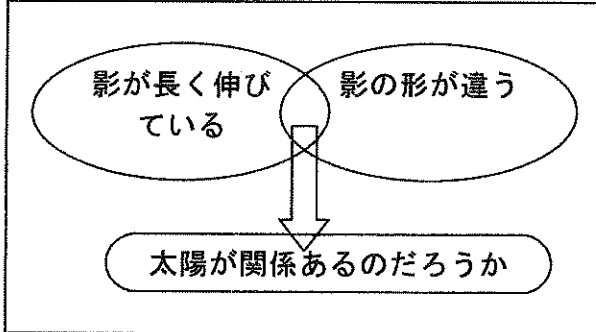 影が長く伸び
ている
影の形が違う
太陽が関係あるのだろうか